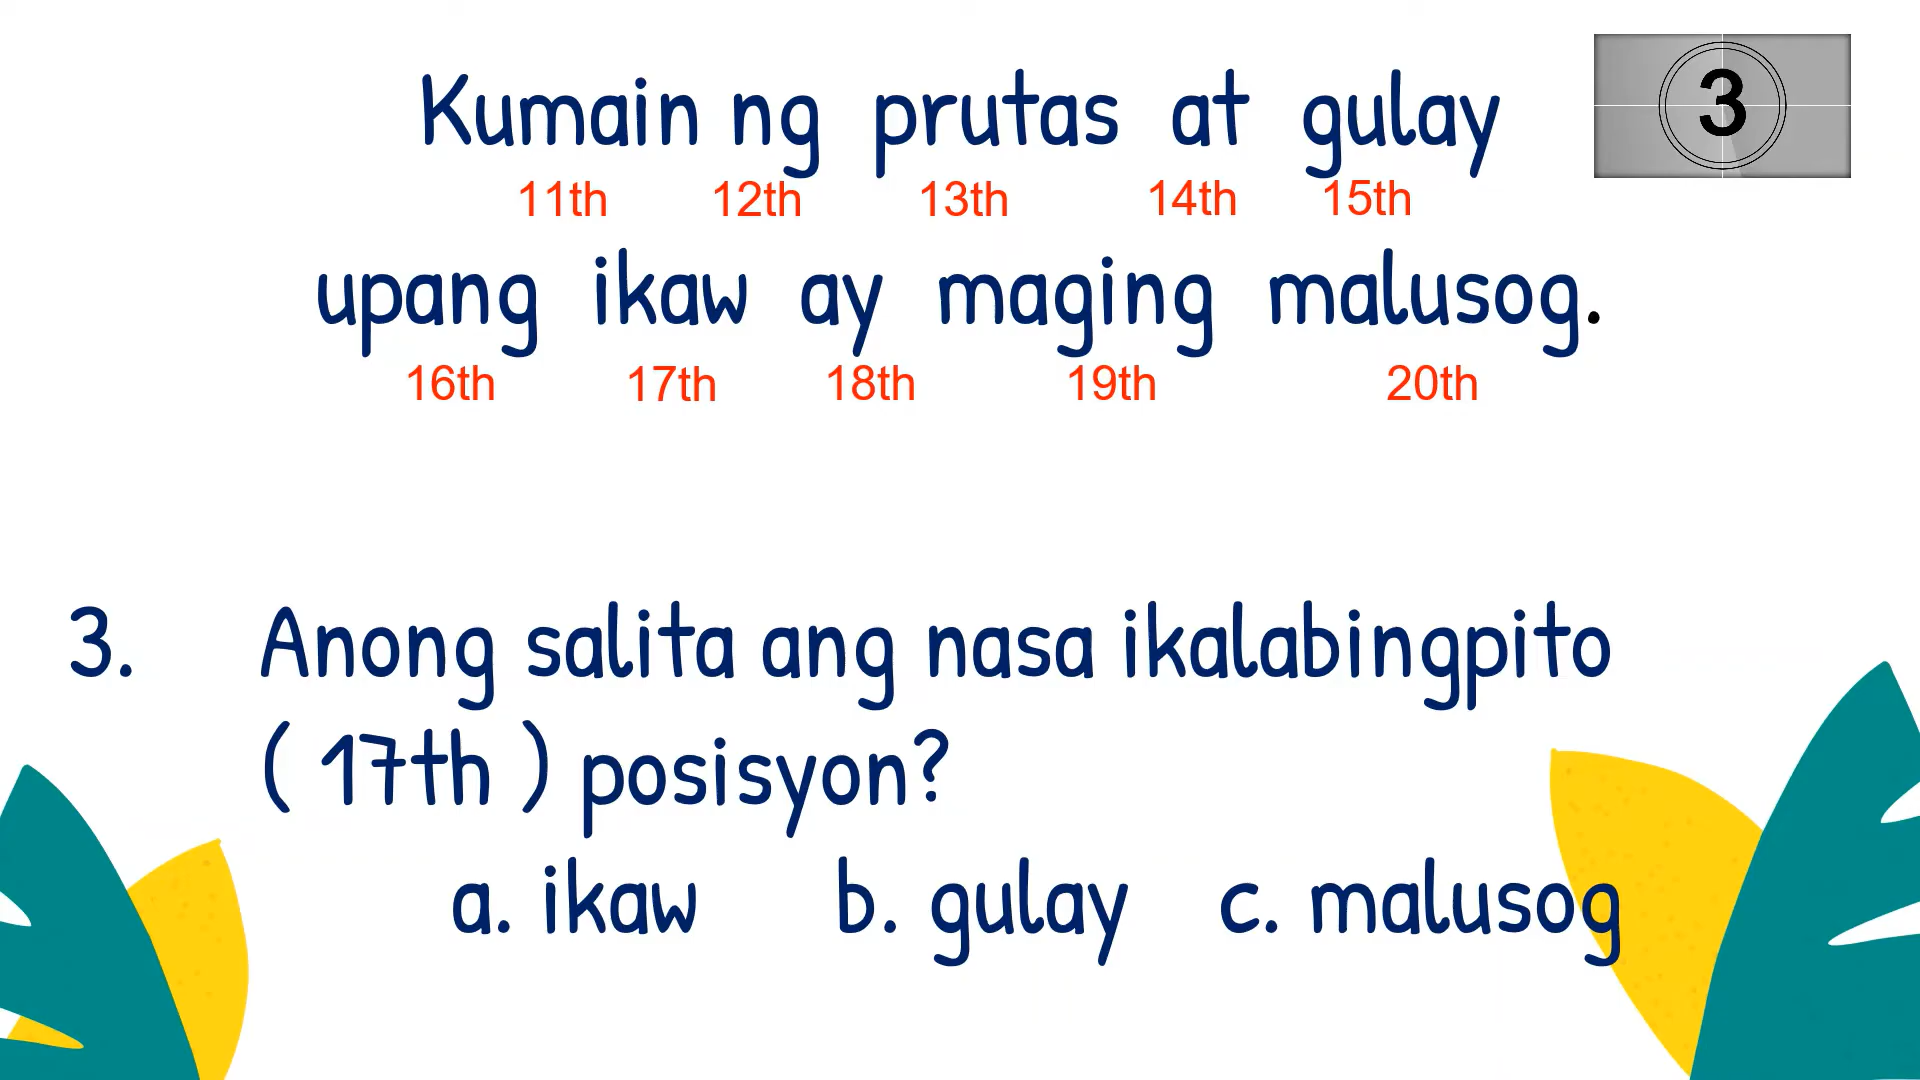 Kumain ng prutas at gulay
3
11th 12th 13th 14th 15th
upang ikaw ay maging malusog.
16th 17th 18th 19th 20th
3. Anong salita ang nasa ikalabingpito
( 17th ) posisyon?
a. ikaw b. gulay c. malusog